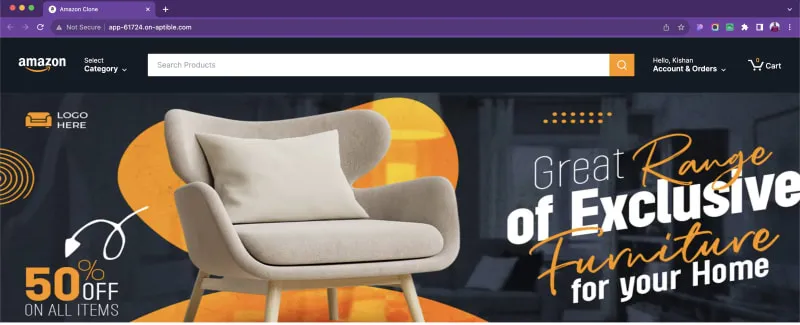 Amazon Clone
Not Secure | app-61724.on-aptible.com
amazon
Select
Category
Search Products
Hello, Kishan
Account & Orders
0
Cart
LOGO
HERE
Great Range
of Exclusive
Furniture
for your Home
50%
OFF
ON ALL ITEMS